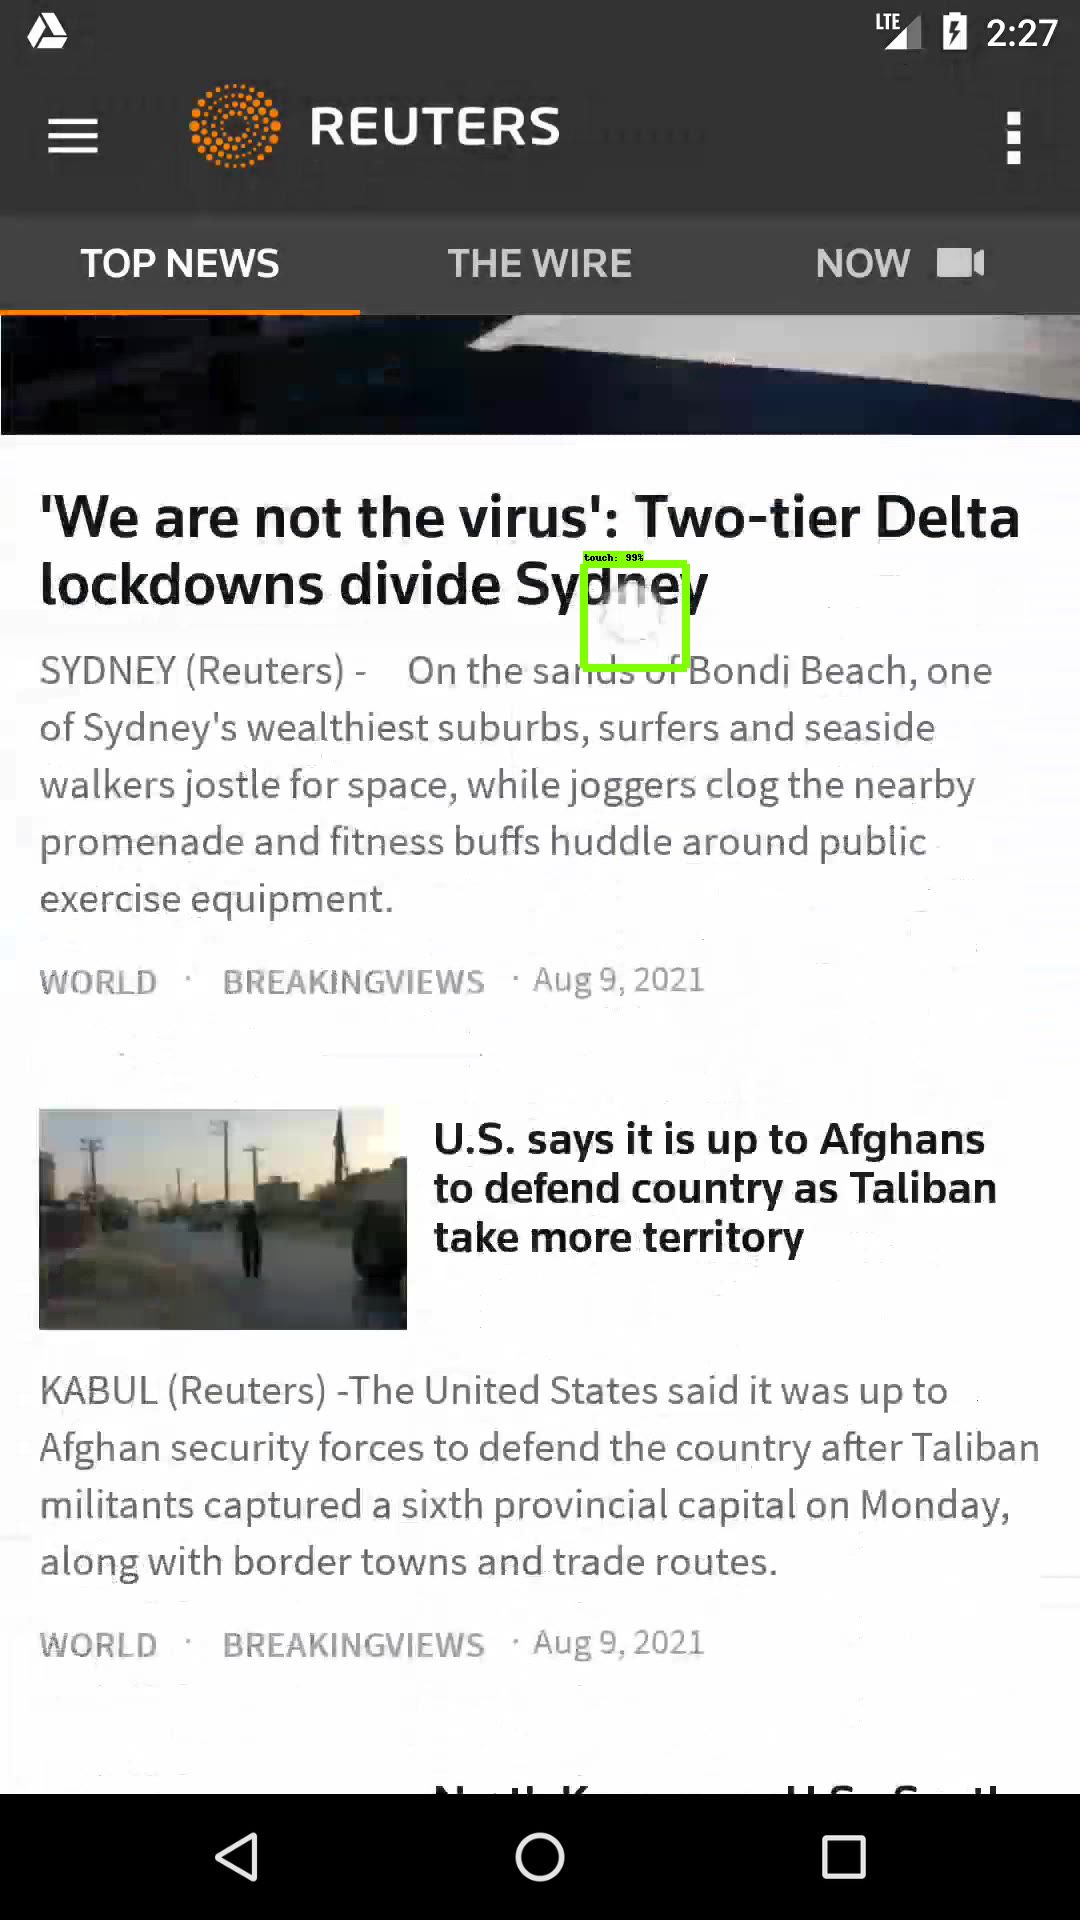 LTE 2:27
REUTERS
TOP NEWS THE WIRE NOW
'We are not the virus': Two-tier Delta
touch: 99%
lockdowns divide Sydney
SYDNEY (Reuters) - On the sands of Bondi Beach, one
of Sydney's wealthiest suburbs, surfers and seaside
walkers jostle for space, while joggers clog the nearby
promenade and fitness buffs huddle around public
exercise equipment.
WORLD · BREAKINGVIEWS · Aug 9, 2021
U.S. says it is up to Afghans
to defend country as Taliban
take more territory
KABUL (Reuters) -The United States said it was up to
Afghan security forces to defend the country after Taliban
militants captured a sixth provincial capital on Monday,
along with border towns and trade routes.
WORLD · BREAKINGVIEWS · Aug 9, 2021